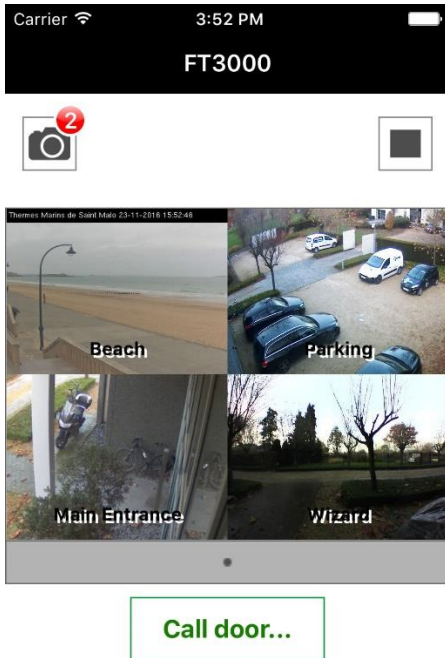 Carrier 3:52 PM
FT3000
2
Thermes Marins de Saint Malo 23-11-2016 15:52:46
Beach
Parking
Main Entrance
Wizard
Call door...